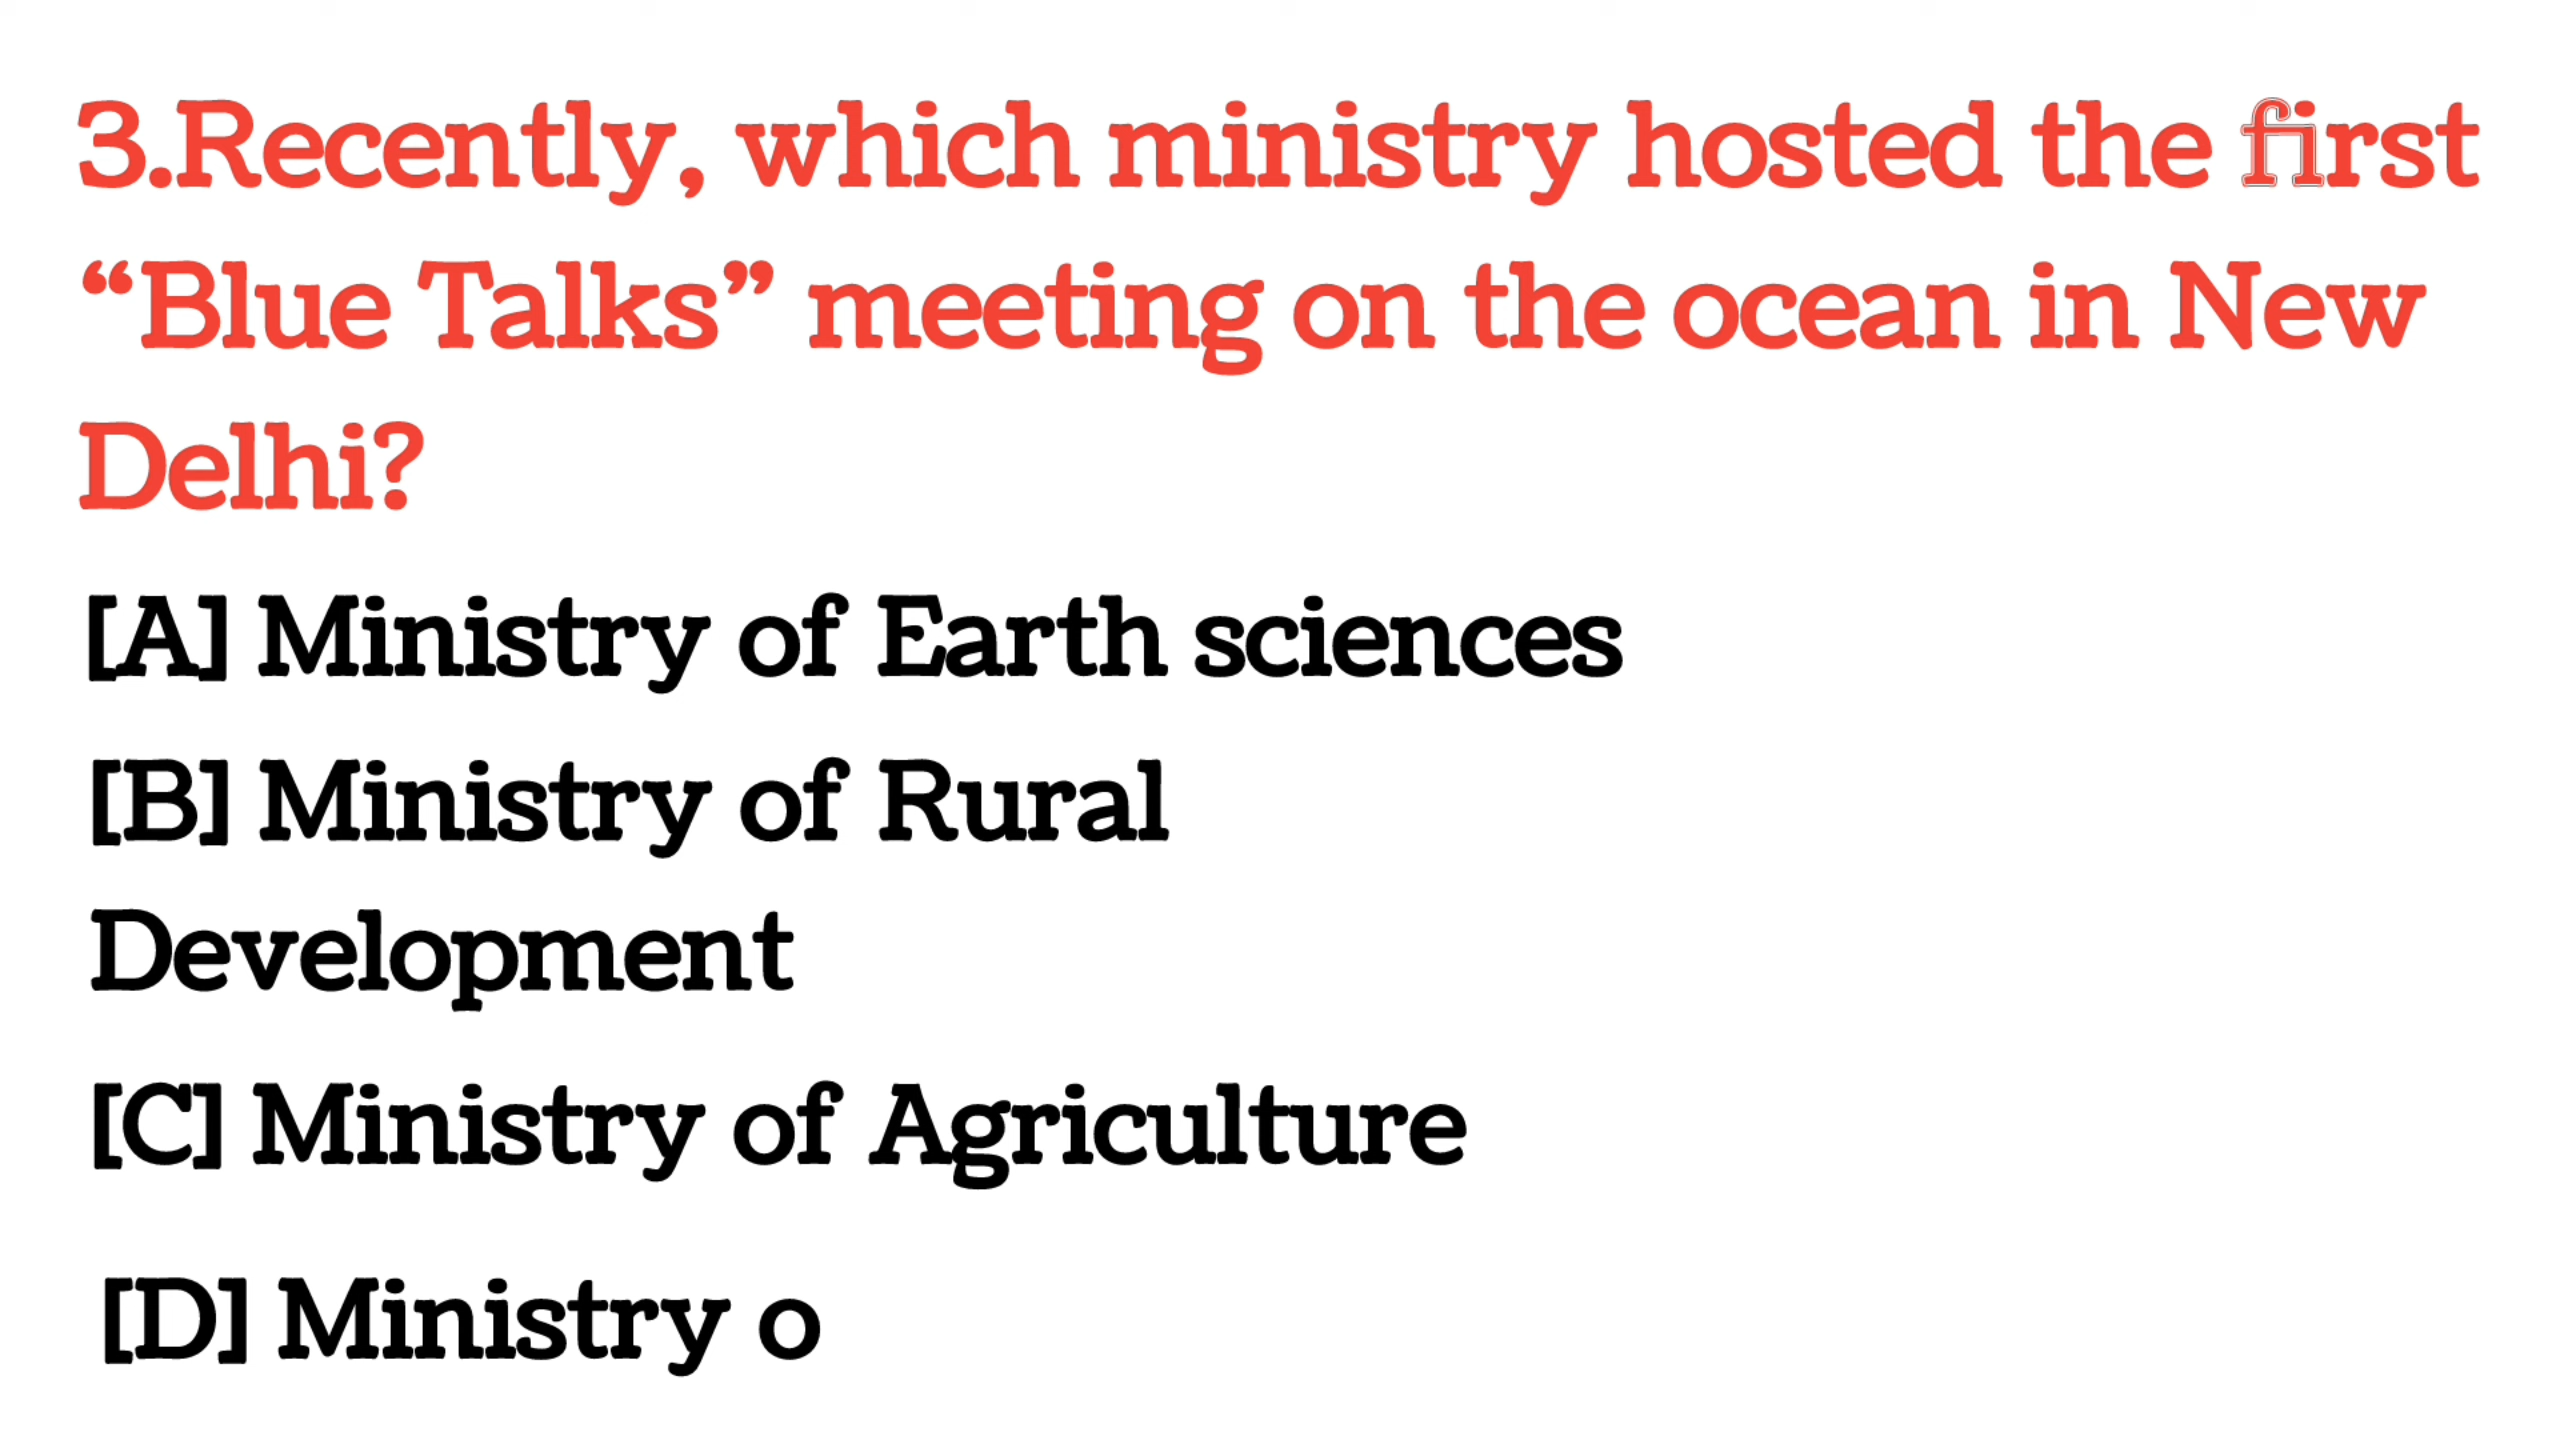 3.Recently, which ministry hosted the first
“Blue Talks” meeting on the ocean in New
Delhi?
[A] Ministry of Earth sciences
[B] Ministry of Rural
Development
[C] Ministry of Agriculture
[D] Ministry o